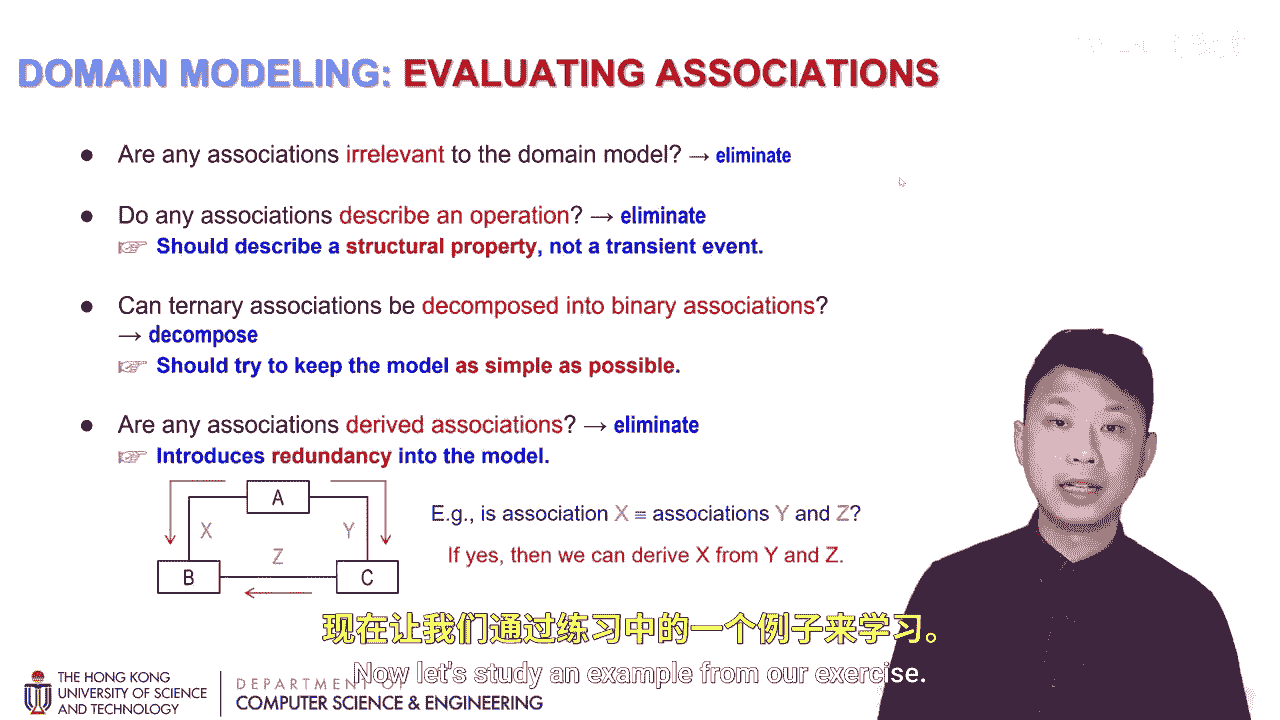 DOMAIN MODELING: EVALUATING ASSOCIATIONS
● Are any associations irrelevant to the domain model? → eliminate
● Do any associations describe an operation? → eliminate
☞ Should describe a structural property, not a transient event.
● Can ternary associations be decomposed into binary associations?
→ decompose
☞ Should try to keep the model as simple as possible.
● Are any associations derived associations? → eliminate
☞ Introduces redundancy into the model.
A
X
Y
Z
B
C
E.g., is association X ≡ associations Y and Z?
If yes, then we can derive X from Y and Z.
现在让我们通过练习中的一个例子来学习。
Now let's study an example from our exercise.
THE HONG KONG
UNIVERSITY OF SCIENCE
AND TECHNOLOGY
DEPARTMENT OF
COMPUTER SCIENCE & ENGINEERING